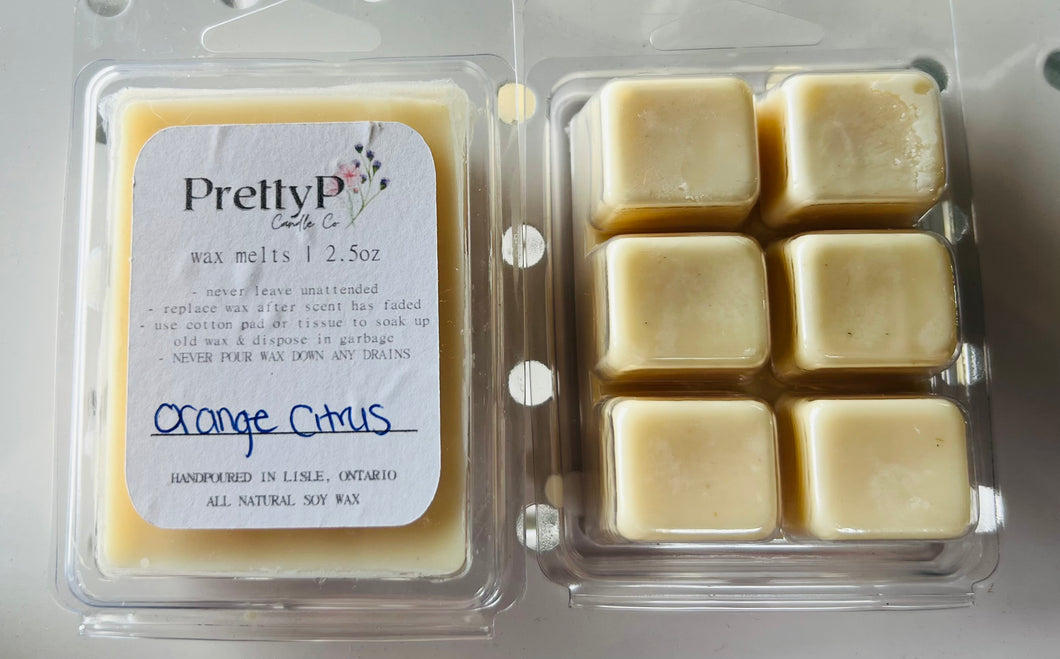 PrettyP
Candle Co
wax melts | 2.5oz
- never leave unattended
- replace wax after scent has faded
- use cotton pad or tissue to soak up
old wax & dispose in garbage
- NEVER POUR WAX DOWN ANY DRAINS
Orange Citrus
HANDPOURED IN LISLE, ONTARIO
ALL NATURAL SOY WAX